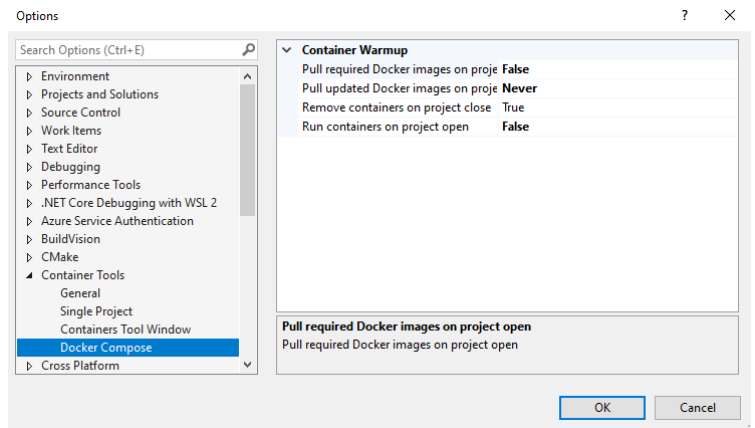 Options
Search Options (Ctrl+E)
Environment
Projects and Solutions
Source Control
Work Items
Text Editor
Debugging
Performance Tools
.NET Core Debugging with WSL 2
Azure Service Authentication
BuildVision
CMake
Container Tools
General
Single Project
Containers Tool Window
Docker Compose
Cross Platform
Container Warmup
Pull required Docker images on proje False
Pull updated Docker images on proje Never
Remove containers on project close True
Run containers on project open False
Pull required Docker images on project open
Pull required Docker images on project open
OK Cancel